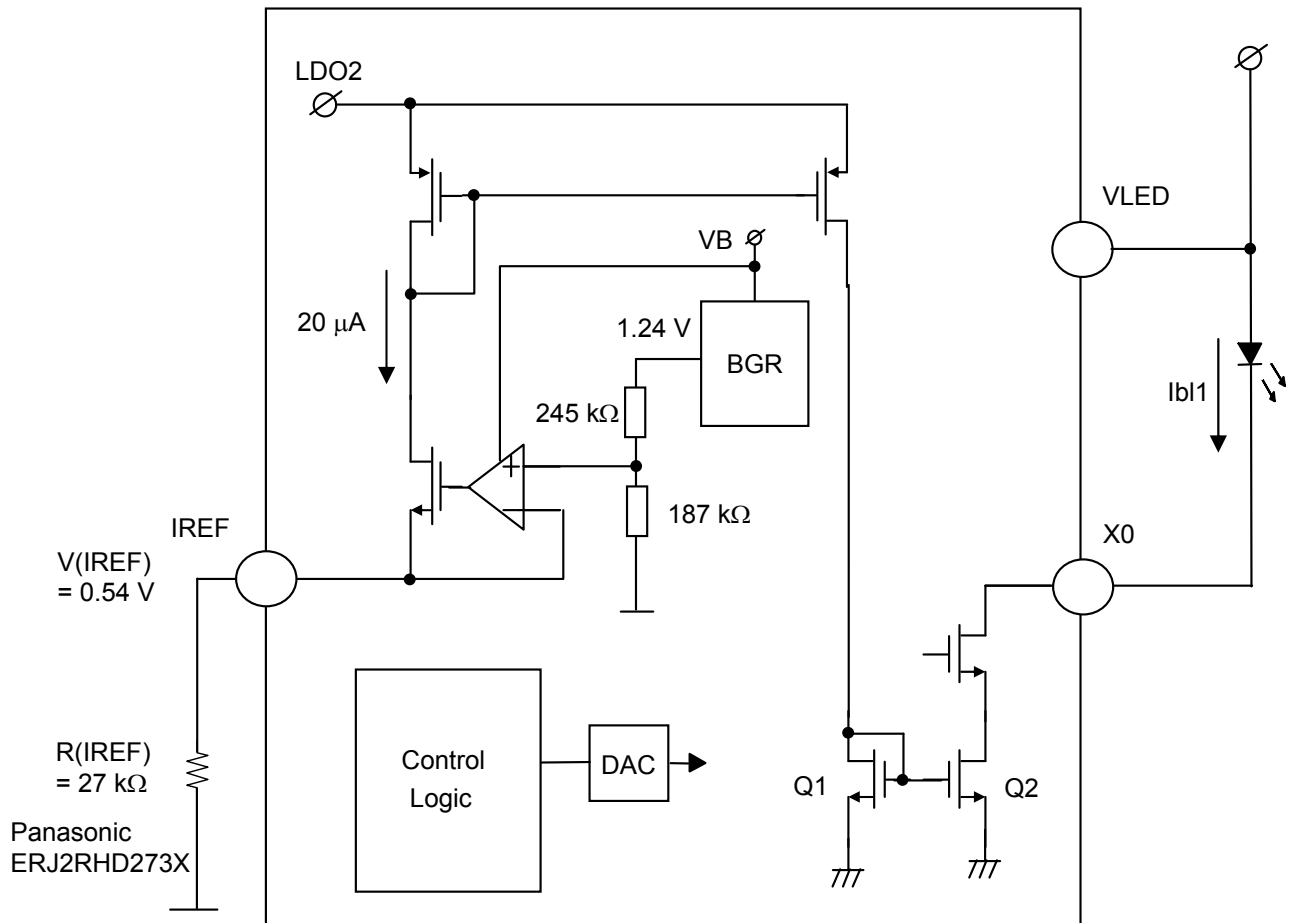 LDO2
VLED
VB
20 μA
1.24 V
BGR
Ibl1
245 kΩ
+
187 kΩ
IREF
X0
V(IREF)
= 0.54 V
R(IREF)
= 27 kΩ
Control
Logic
DAC
Q1
Q2
Panasonic
ERJ2RHD273X